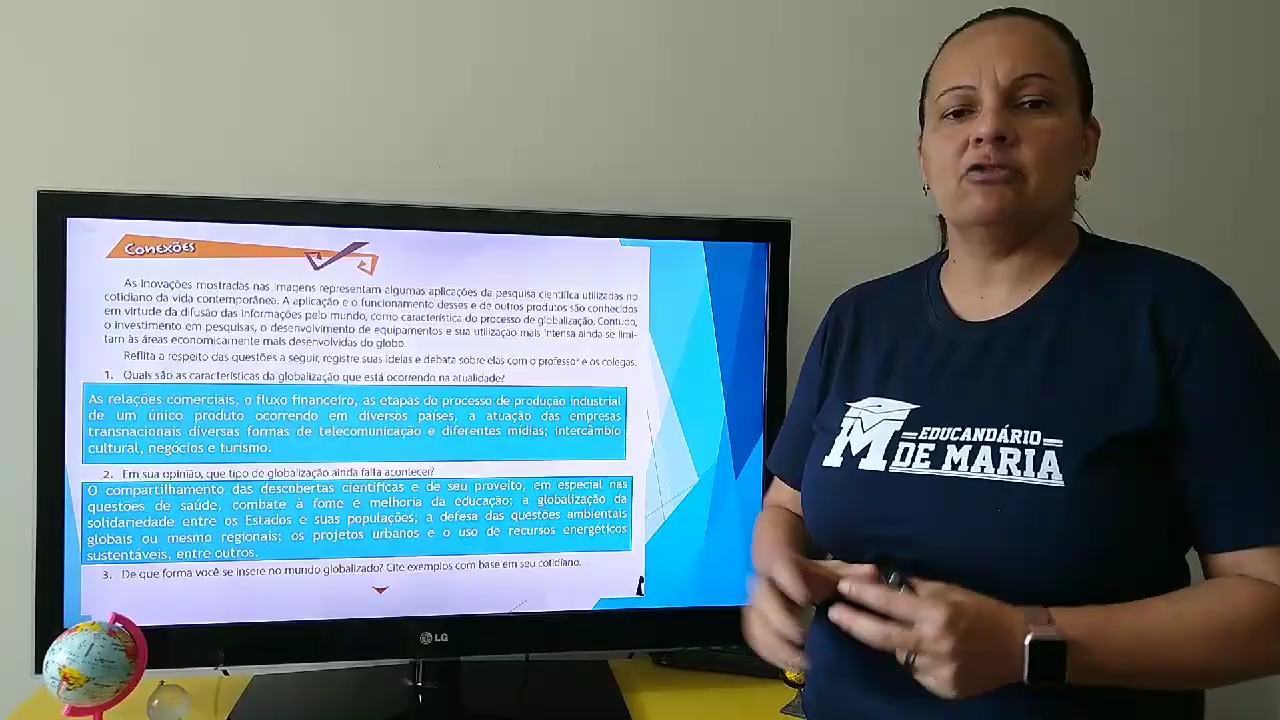 Conexões
As inovações mostradas nas imagens representam algumas aplicações da pesquisa científica utilizadas no
cotidiano da vida contemporânea. A aplicação e o funcionamento desses e de outros produtos são conhecidos
em virtude da difusão das informações pelo mundo, como característica do processo de globalização. Contudo,
o investimento em pesquisas, o desenvolvimento de equipamentos e sua utilização mais intensa ainda se limi-
tam às áreas economicamente mais desenvolvidas do globo.
Reflita a respeito das questões a seguir, registre suas ideias e debata sobre elas com o professor e os colegas.
1. Quais são as características da globalização que está ocorrendo na atualidade?
As relações comerciais, o fluxo financeiro, as etapas do processo de produção industrial
de um único produto ocorrendo em diversos países, a atuação das empresas
transnacionais diversas formas de telecomunicação e diferentes mídias; intercâmbio
cultural, negócios e turismo.
2. Em sua opinião, que tipo de globalização ainda falta acontecer?
O compartilhamento das descobertas científicas e de seu proveito, em especial nas
questões de saúde, combate à fome e melhoria da educação; a globalização da
solidariedade entre os Estados e suas populações; a defesa das questões ambientais
globais ou mesmo regionais; os projetos urbanos e o uso de recursos energéticos
sustentáveis, entre outros.
3. De que forma você se insere no mundo globalizado? Cite exemplos com base em seu cotidiano.
LG
M EDUCANDÁRIO
DE MARIA